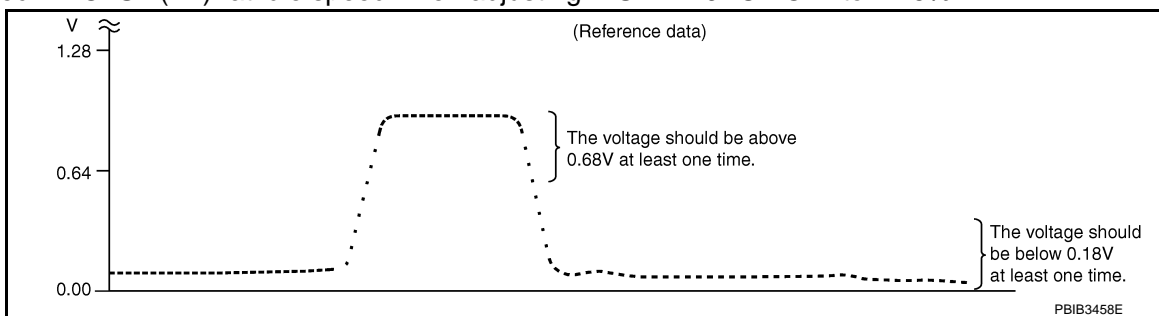 V
(Reference data)
1.28
The voltage should be above
0.68V at least one time.
0.64
The voltage should
be below 0.18V
at least one time.
0.00
PBIB3458E